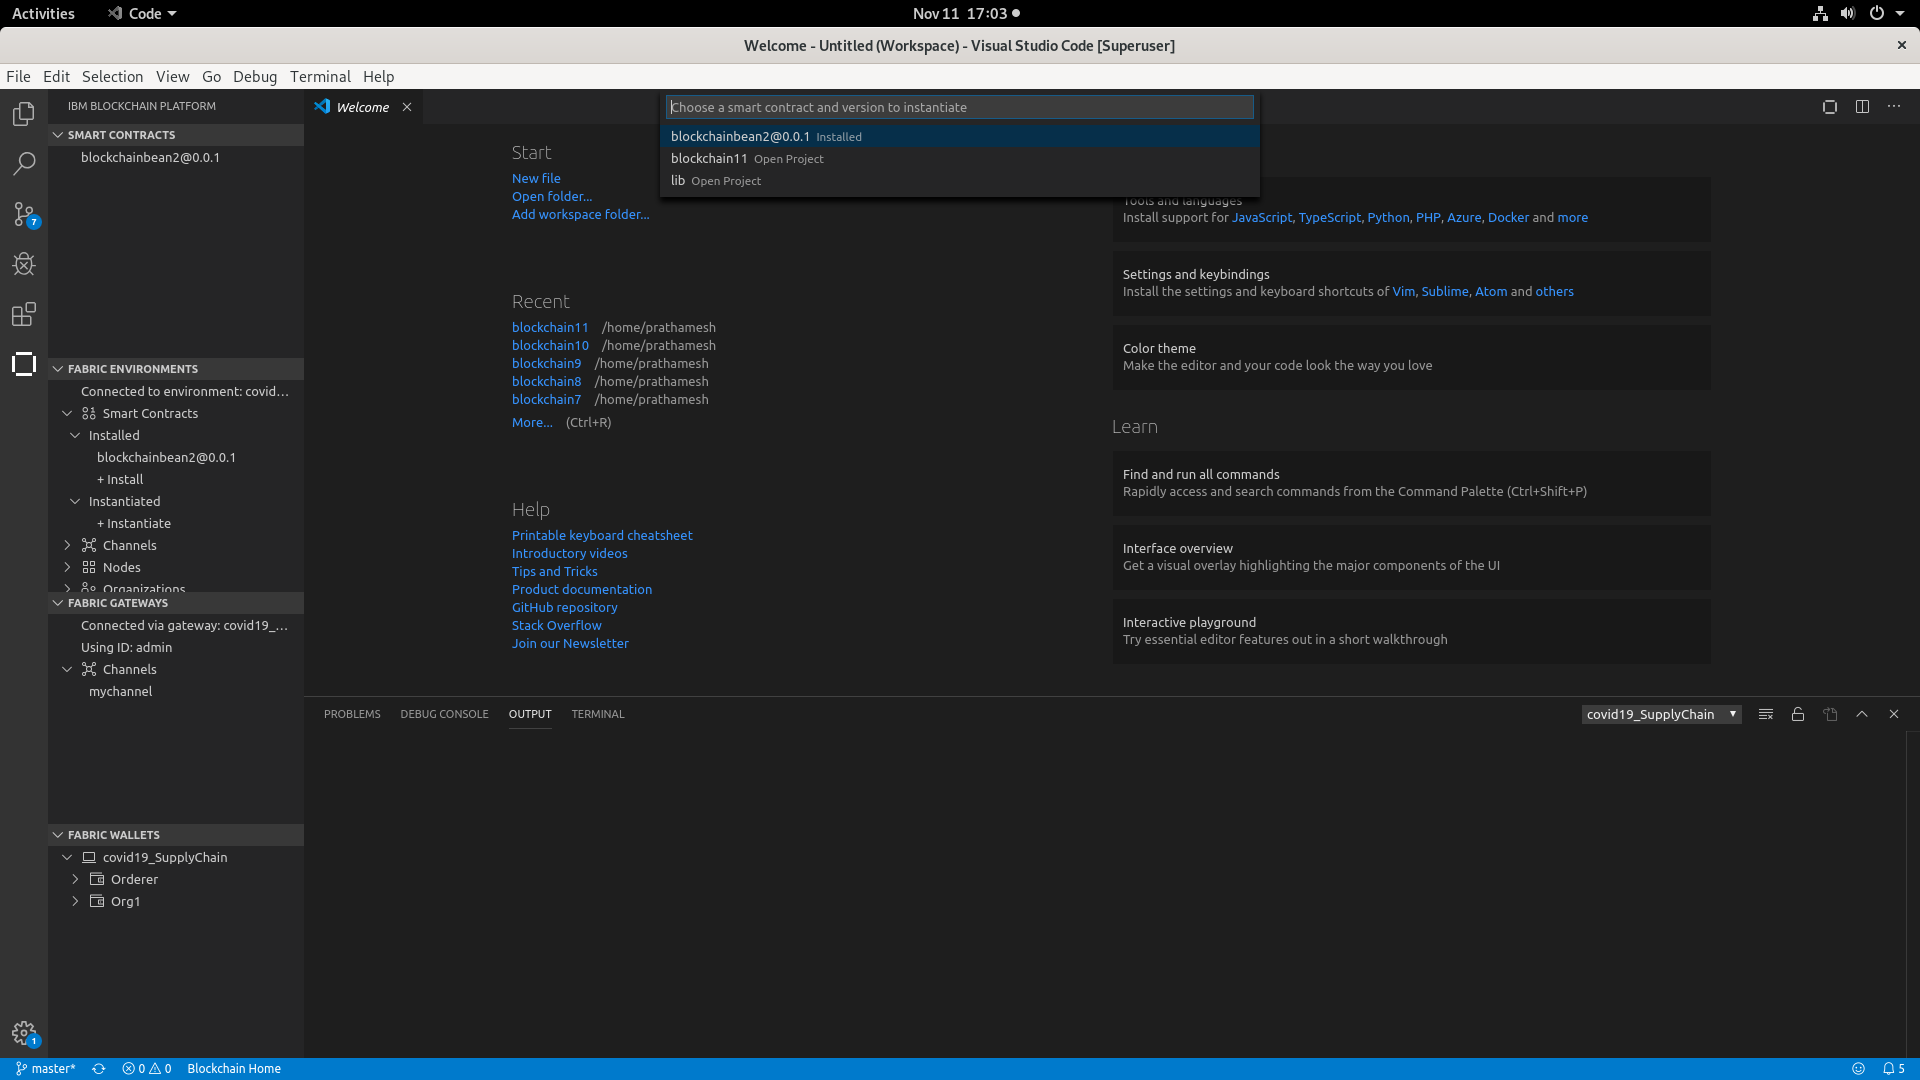 Activities
Code
Nov 11 17:03
Welcome - Untitled (Workspace) - Visual Studio Code [Superuser]
File Edit Selection View Go Debug Terminal Help
IBM BLOCKCHAIN PLATFORM
SMART CONTRACTS
blockchainbean2@0.0.1
7
FABRIC ENVIRONMENTS
Connected to environment: covid...
Smart Contracts
Installed
blockchainbean2@0.0.1
+ Install
Instantiated
+ Instantiate
Channels
Nodes
Organizations
FABRIC GATEWAYS
Connected via gateway: covid19_...
Using ID: admin
Channels
mychannel
FABRIC WALLETS
covid19_SupplyChain
Orderer
Org1
1
Welcome
Choose a smart contract and version to instantiate
blockchainbean2@0.0.1 Installed
blockchain11 Open Project
lib Open Project
Start
New file
Open folder...
Add workspace folder...
Recent
blockchain11 /home/prathamesh
blockchain10 /home/prathamesh
blockchain9 /home/prathamesh
blockchain8 /home/prathamesh
blockchain7 /home/prathamesh
More... (Ctrl+R)
Help
Printable keyboard cheatsheet
Introductory videos
Tips and Tricks
Product documentation
GitHub repository
Stack Overflow
Join our Newsletter
Tools and languages
Install support for JavaScript, TypeScript, Python, PHP, Azure, Docker and more
Settings and keybindings
Install the settings and keyboard shortcuts of Vim, Sublime, Atom and others
Color theme
Make the editor and your code look the way you love
Learn
Find and run all commands
Rapidly access and search commands from the Command Palette (Ctrl+Shift+P)
Interface overview
Get a visual overlay highlighting the major components of the UI
Interactive playground
Try essential editor features out in a short walkthrough
PROBLEMS DEBUG CONSOLE OUTPUT TERMINAL
covid19_SupplyChain
master* 0 0 Blockchain Home
5